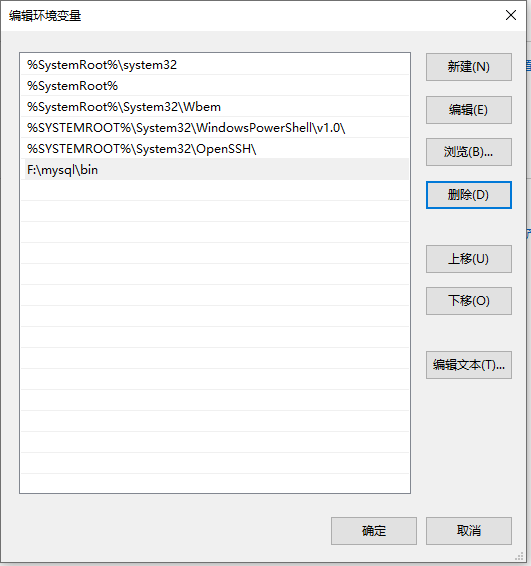 编辑环境变量
%SystemRoot%\system32
%SystemRoot%
%SystemRoot%\System32\Wbem
%SYSTEMROOT%\System32\WindowsPowerShell\v1.0\
%SYSTEMROOT%\System32\OpenSSH\
F:\mysql\bin
新建(N)
编辑(E)
浏览(B)...
删除(D)
上移(U)
下移(O)
编辑文本(T)...
确定
取消